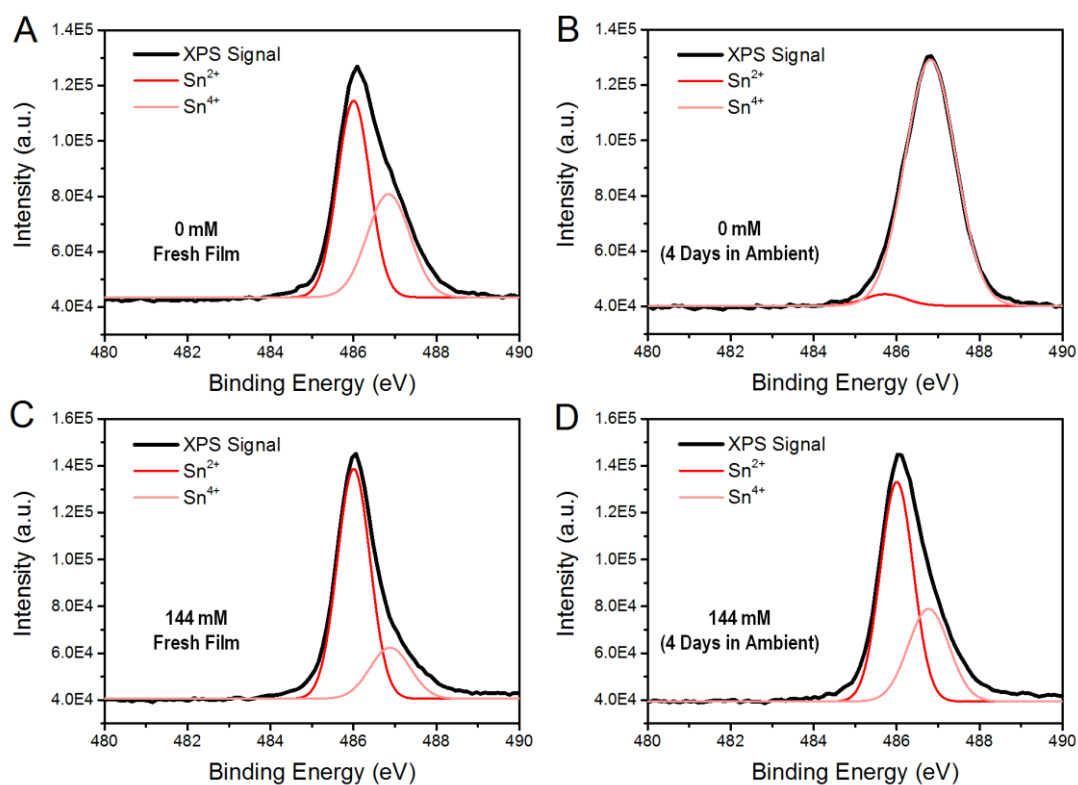 A
1.4E5
1.2E5
1.0E5
8.0E4
6.0E4
4.0E4
Intensity (a.u.)
XPS Signal
Sn²⁺
Sn⁴⁺
0 mM
Fresh Film
480 482 484 486 488 490
Binding Energy (eV)
B
1.4E5
1.2E5
1.0E5
8.0E4
6.0E4
4.0E4
Intensity (a.u.)
XPS Signal
Sn²⁺
Sn⁴⁺
0 mM
(4 Days in Ambient)
480 482 484 486 488 490
Binding Energy (eV)
C
1.6E5
1.4E5
1.2E5
1.0E5
8.0E4
6.0E4
4.0E4
Intensity (a.u.)
XPS Signal
Sn²⁺
Sn⁴⁺
144 mM
Fresh Film
480 482 484 486 488 490
Binding Energy (eV)
D
1.6E5
1.4E5
1.2E5
1.0E5
8.0E4
6.0E4
4.0E4
Intensity (a.u.)
XPS Signal
Sn²⁺
Sn⁴⁺
144 mM
(4 Days in Ambient)
480 482 484 486 488 490
Binding Energy (eV)